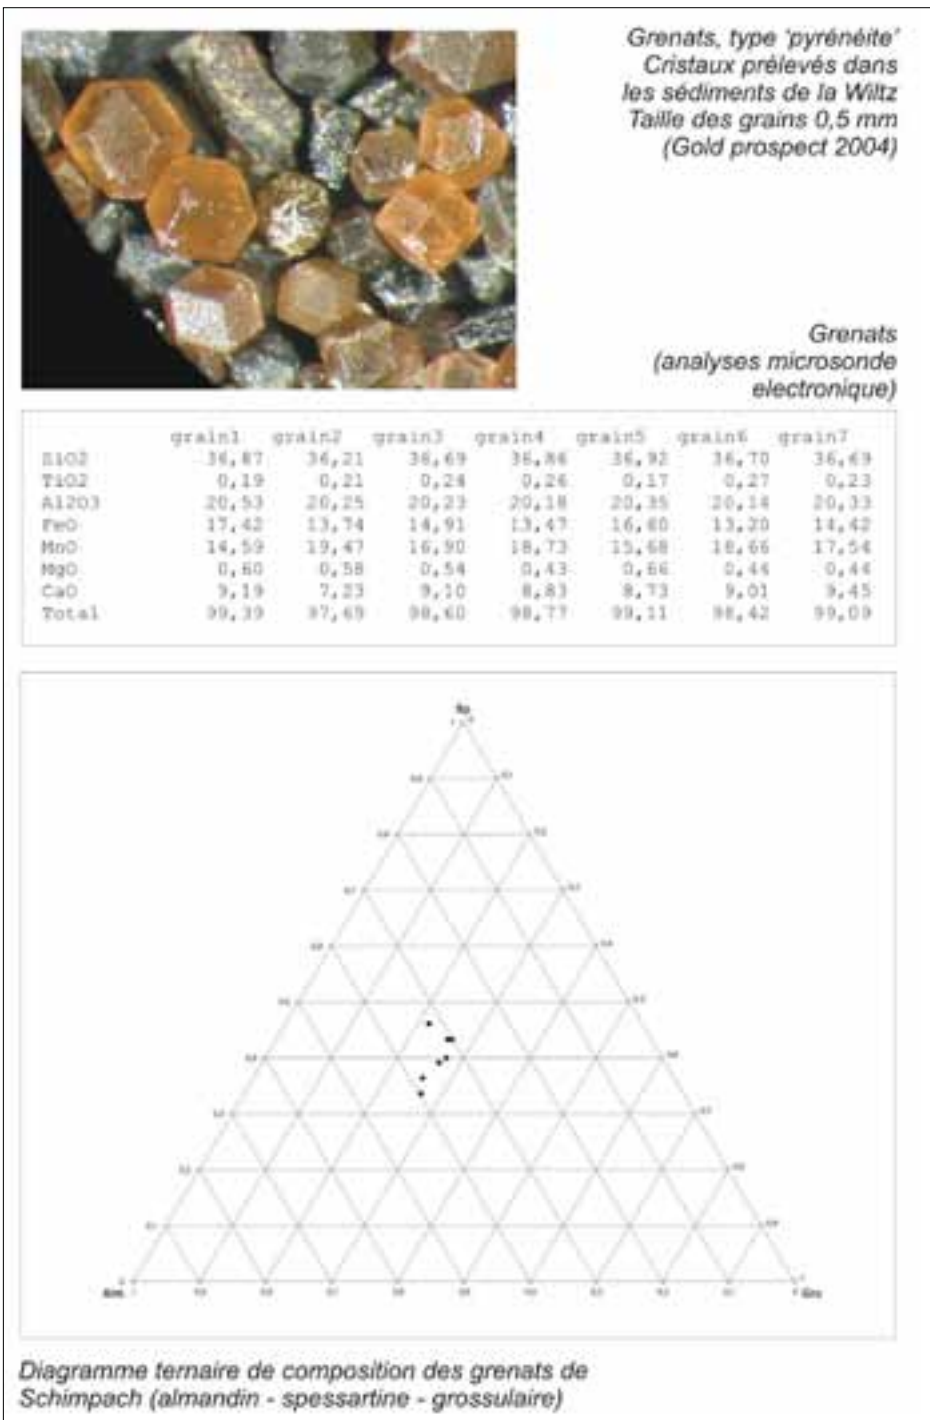 Grenats, type ‘pyrénéite’
Cristaux prélevés dans
les sédiments de la Wiltz
Taille des grains 0,5 mm
(Gold prospect 2004)
Grenats
(analyses microsonde
electronique)
grain1 grain2 grain3 grain4 grain5 grain6 grain7
SiO2 36,87 36,21 36,69 36,86 36,92 36,70 36,69
TiO2 0,19 0,21 0,24 0,26 0,17 0,27 0,23
Al2O3 20,53 20,25 20,23 20,18 20,35 20,14 20,33
FeO 17,42 13,74 14,91 13,47 16,60 13,20 14,42
MnO 14,59 19,47 16,90 18,73 15,68 18,66 17,54
MgO 0,60 0,58 0,54 0,43 0,66 0,44 0,44
CaO 9,19 7,23 9,10 8,83 8,73 9,01 9,45
Total 99,39 97,69 98,60 98,77 99,11 98,42 99,09
Sp
Alm Gro
Diagramme ternaire de composition des grenats de
Schimpach (almandin - spessartine - grossulaire)